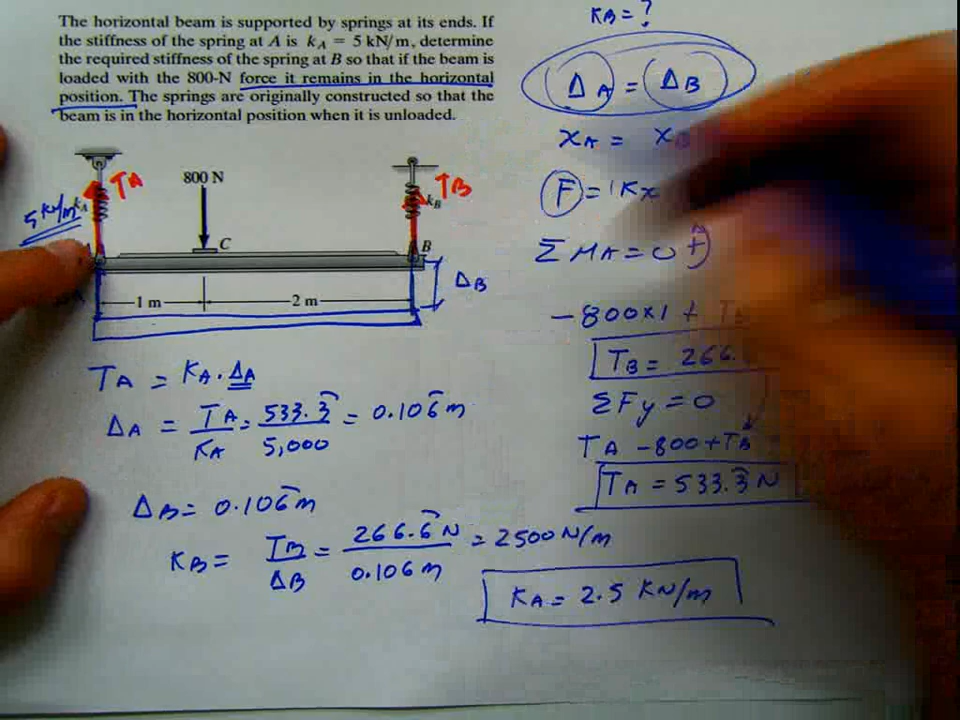 The horizontal beam is supported by springs at its ends. If
the stiffness of the spring at A is kA = 5 kN/m, determine
the required stiffness of the spring at B so that if the beam is
loaded with the 800-N force it remains in the horizontal
position. The springs are originally constructed so that the
beam is in the horizontal position when it is unloaded.
KB = ?
ΔA = ΔB
xA = xB
F = Kx
ΣMA = 0
-800x1 +
TB = 266.
ΣFy = 0
TA - 800 + TB
TA = 533.3 N
TA
800 N
TB
kA
kB
5 KN/m
C
B
1 m
2 m
ΔB
TA = KA . ΔA
ΔA = TA/KA = 533.3/5,000 = 0.106 m
ΔB = 0.106 m
KB = TB/ΔB = 266.6 N/0.106 m = 2500 N/m
KA = 2.5 KN/m